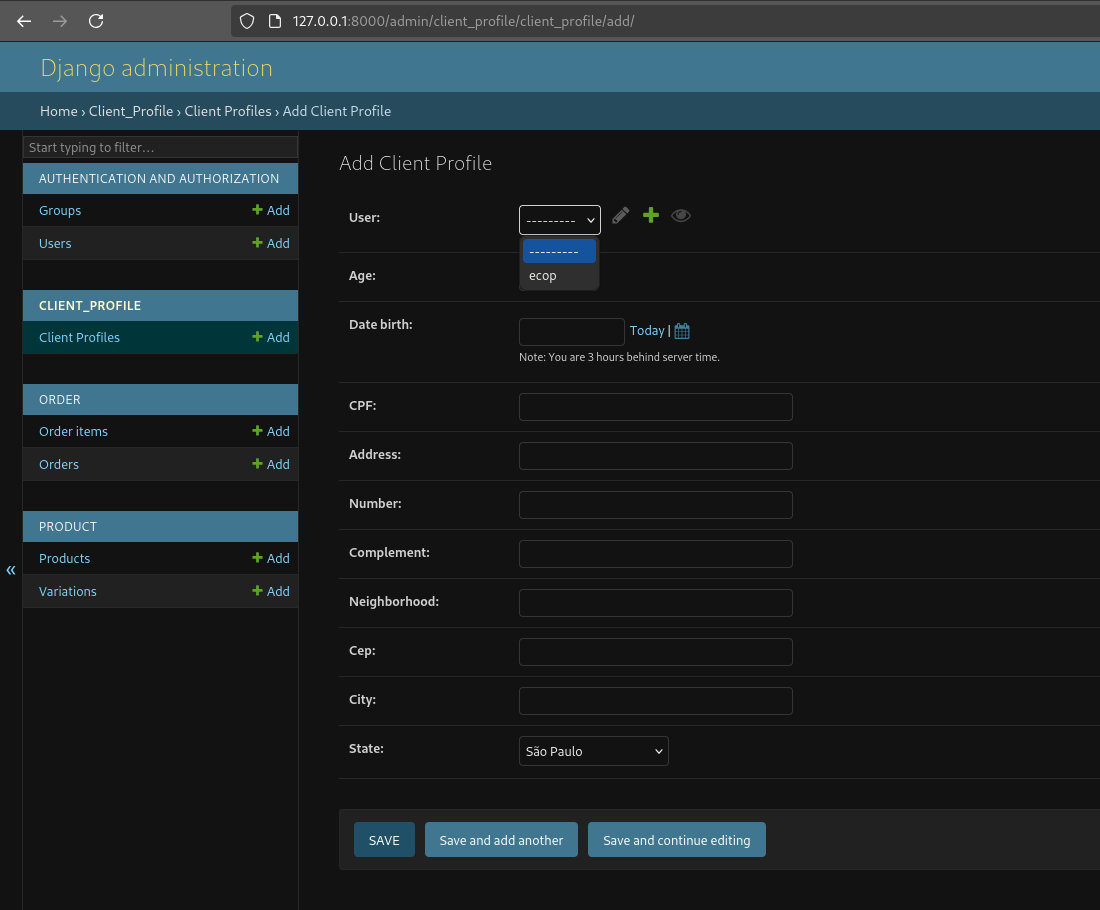 127.0.0.1:8000/admin/client_profile/client_profile/add/
Django administration
Home › Client_Profile › Client Profiles › Add Client Profile
Start typing to filter…
AUTHENTICATION AND AUTHORIZATION
Groups + Add
Users + Add
CLIENT_PROFILE
Client Profiles + Add
ORDER
Order items + Add
Orders + Add
PRODUCT
Products + Add
Variations + Add
«
Add Client Profile
User: ---------
---------
ecop
Age:
Date birth: Today |
Note: You are 3 hours behind server time.
CPF:
Address:
Number:
Complement:
Neighborhood:
Cep:
City:
State: São Paulo
SAVE Save and add another Save and continue editing